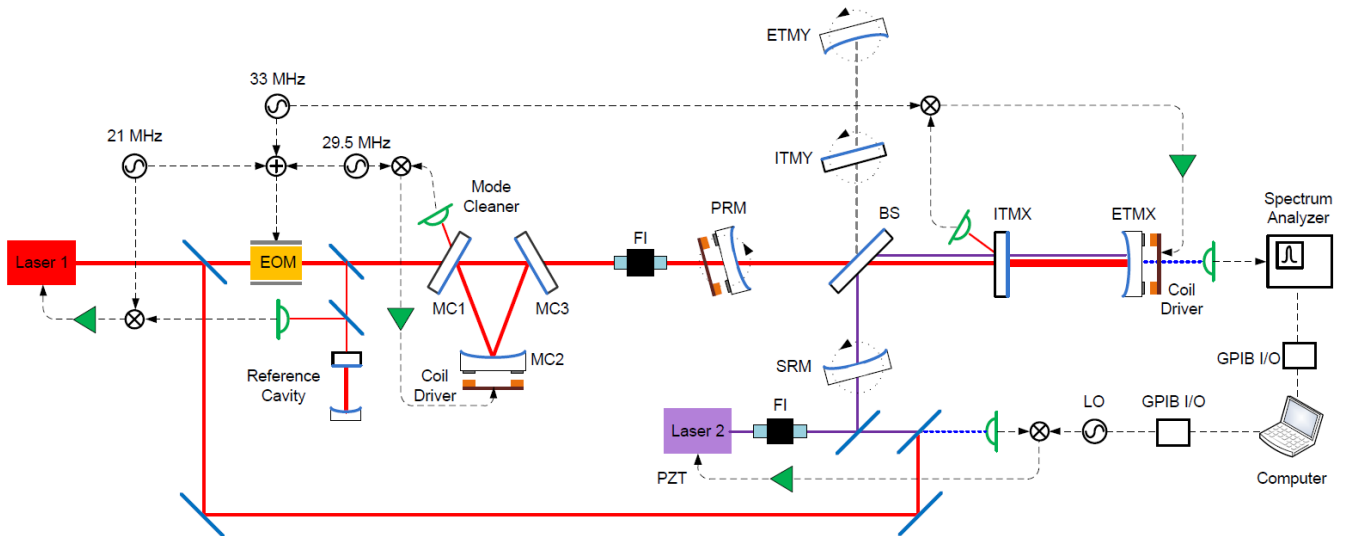 ETMY
33 MHz
21 MHz
29.5 MHz
ITMY
Mode
Cleaner
PRM
BS
ITMX
ETMX
Spectrum
Analyzer
FI
Laser 1
EOM
MC1
MC3
Coil
Driver
MC2
SRM
GPIB I/O
Reference
Cavity
Coil
Driver
FI
LO
GPIB I/O
Laser 2
PZT
Computer